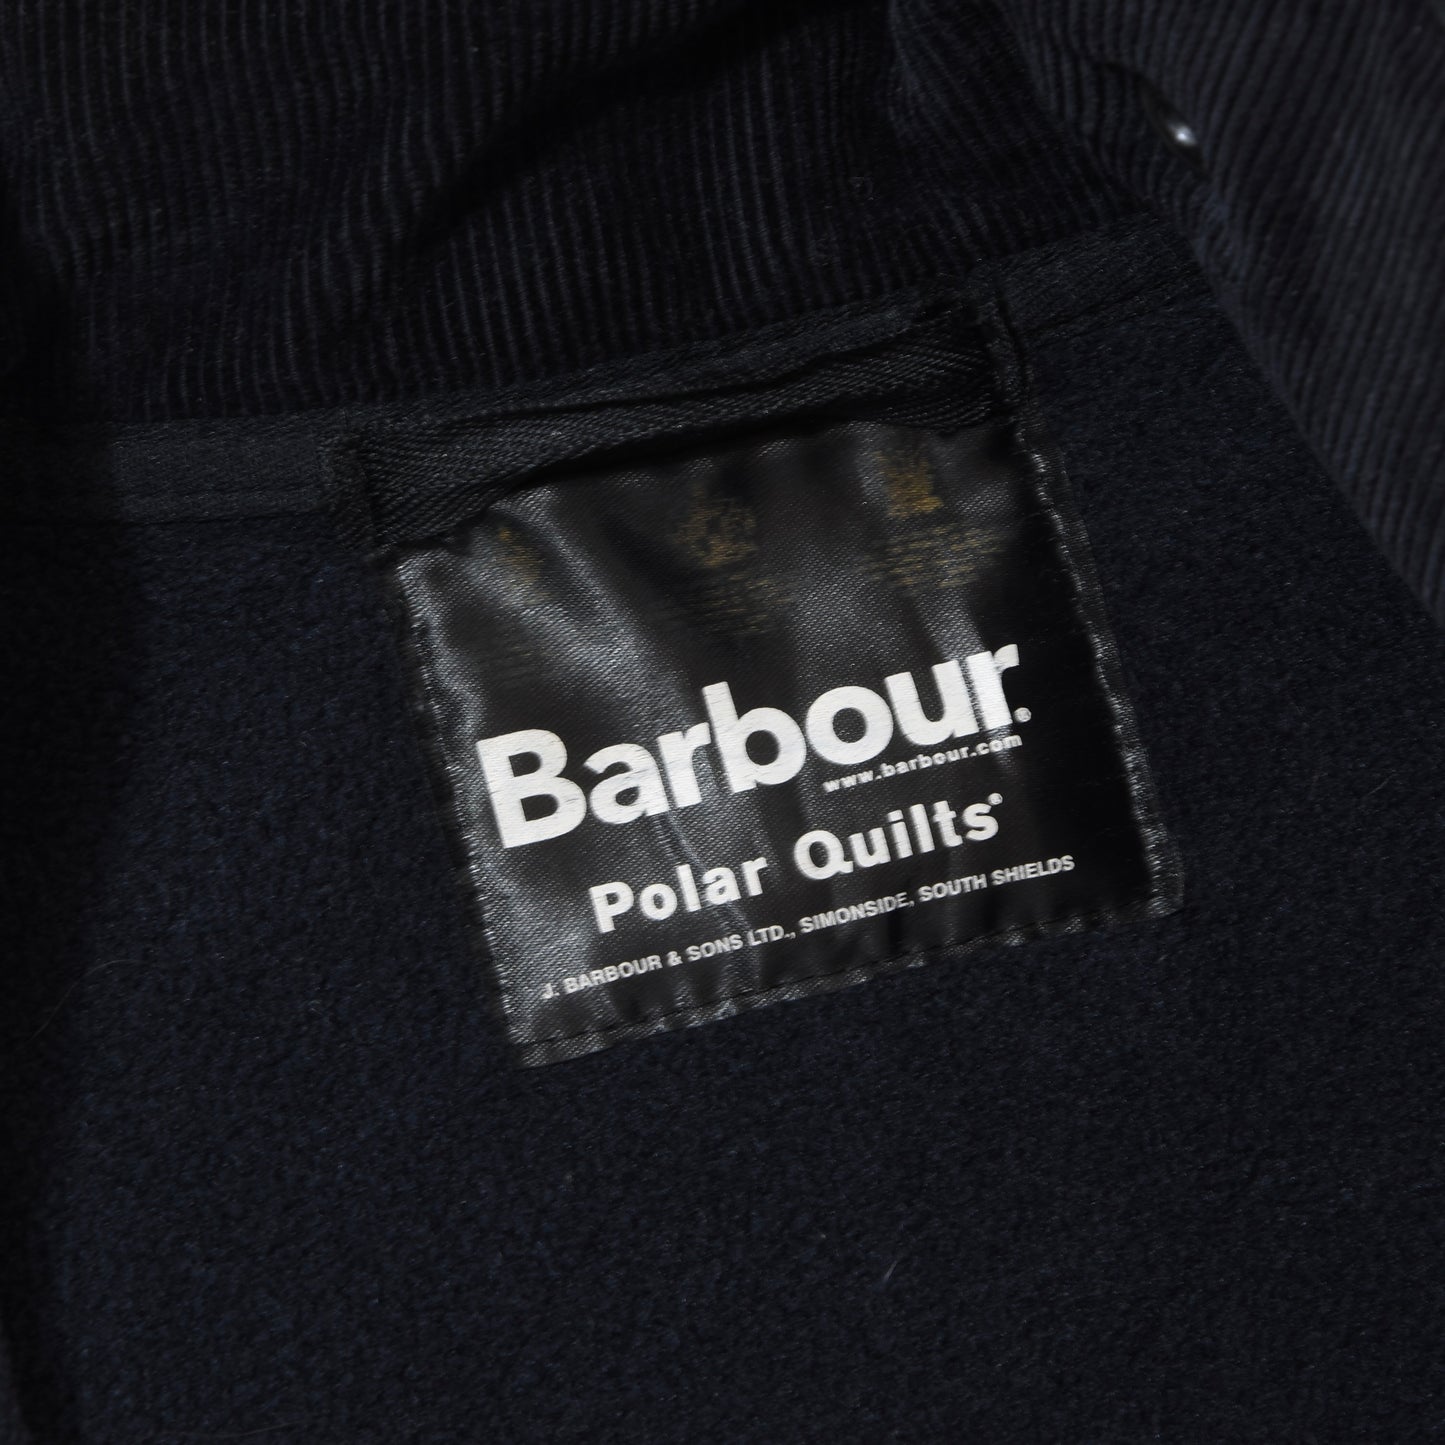 Barbour®
www.barbour.com
Polar Quilts®
J. BARBOUR & SONS LTD., SIMONSIDE, SOUTH SHIELDS